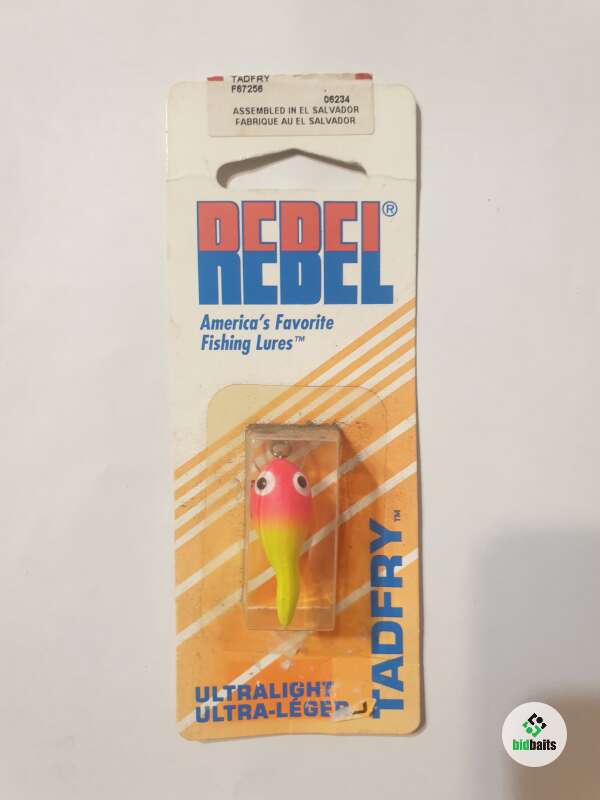 TADFRY
F67256
06234
ASSEMBLED IN EL SALVADOR
FABRIQUE AU EL SALVADOR
REBEL®
America's Favorite
Fishing Lures™
TADFRY™
ULTRALIGHT
ULTRA-LÉGER
bidbaits